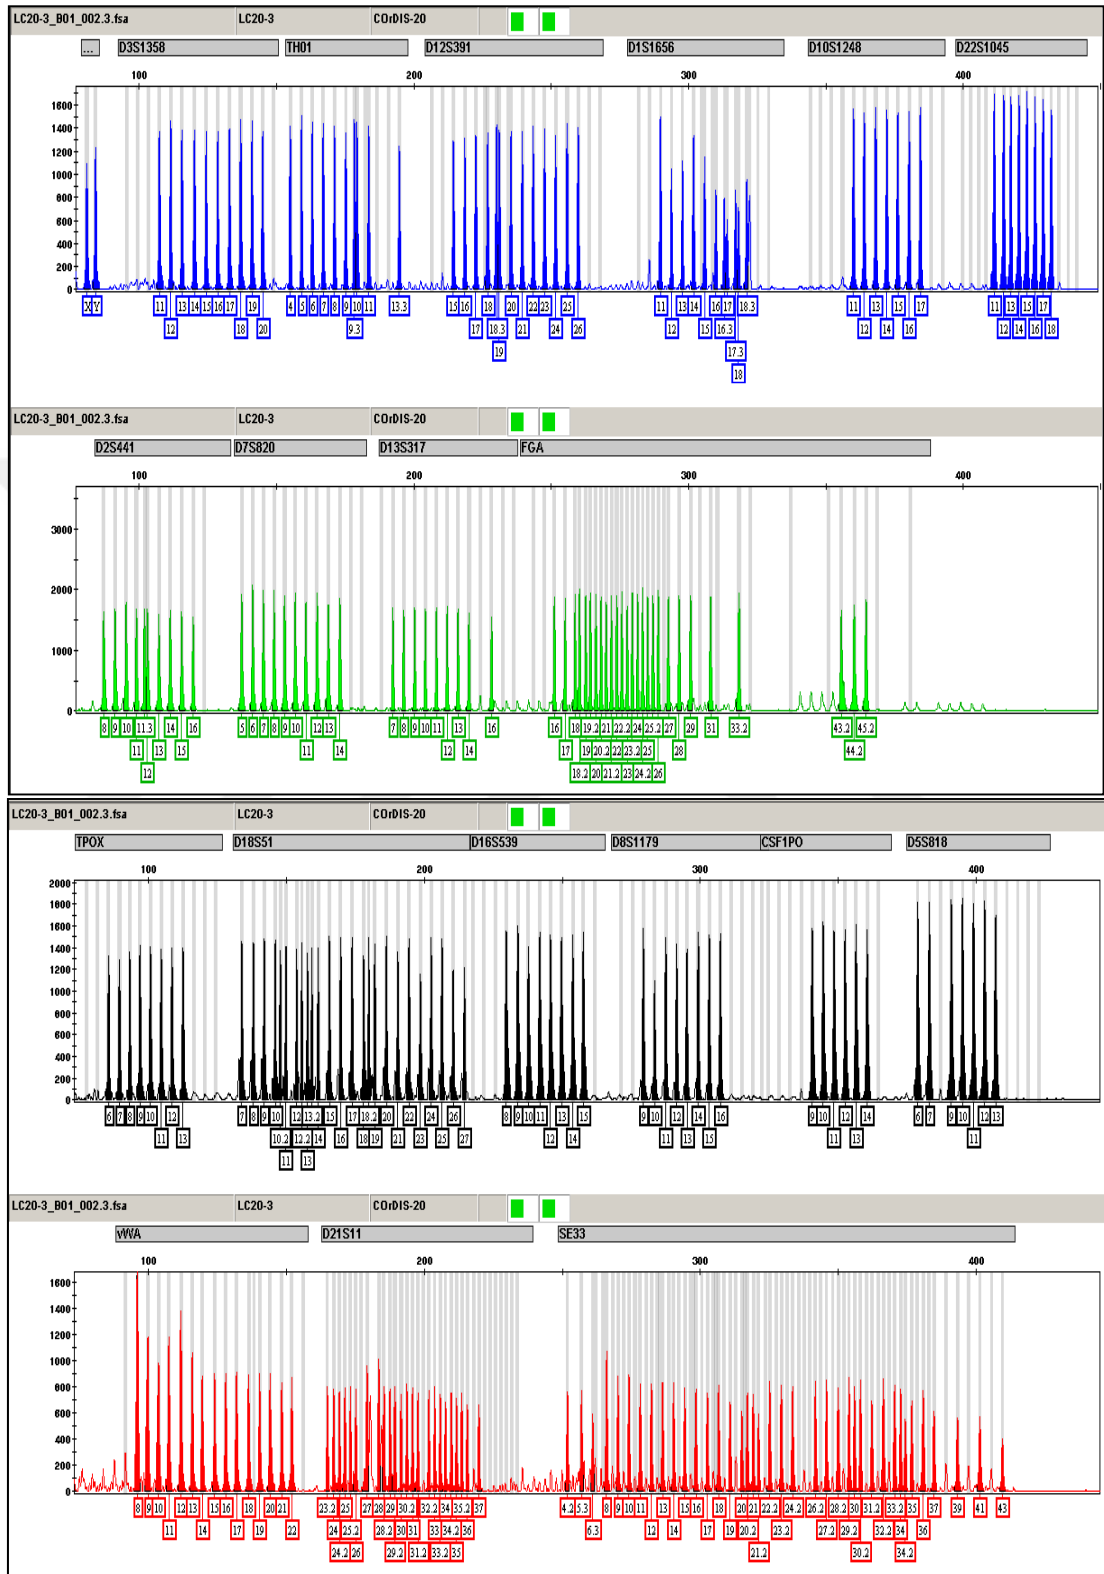 LC20-3_B01_002.3.fsa LC20-3 COrDIS-20
... D3S1358 TH01 D12S391 D1S1656 D10S1248 D22S1045
100 200 300 400
1600
1400
1200
1000
800
600
400
200
0
X Y 11 13 14 15 16 17 19 4 5 6 7 8 9 10 11 13.3 15 16 18 20 22 23 25 11 13 14 16 17 18.3 11 13 15 17 11 13 15 17
12 18 20 9.3 17 18.3 21 24 26 12 15 16.3 12 14 16 12 14 16 18
19 17.3
18
LC20-3_B01_002.3.fsa LC20-3 COrDIS-20
D2S441 D7S820 D13S317 FGA
100 200 300 400
3000
2000
1000
0
8 9 10 11.3 14 16 5 6 7 8 9 10 12 13 7 8 9 10 11 13 16 16 18 19.2 21 22.2 24 25.2 27 29 31 33.2 43.2 45.2
11 13 15 11 14 12 14 17 19 20.2 22 23.2 25 28 44.2
12 18.2 20 21.2 23 24.2 26
LC20-3_B01_002.3.fsa LC20-3 COrDIS-20
TPOX D18S51 D16S539 D8S1179 CSF1PO D5S818
100 200 300 400
2000
1800
1600
1400
1200
1000
800
600
400
200
0
6 7 8 9 10 12 7 8 9 10 12 13.2 15 17 18.2 20 22 24 26 8 9 10 11 13 15 8 10 12 14 16 9 10 12 14 6 7 9 10 12 13
11 13 10.2 12.2 14 16 18 19 21 23 25 27 12 14 11 13 15 11 13 11
11 13
LC20-3_B01_002.3.fsa LC20-3 COrDIS-20
vWA D21S11 SE33
100 200 300 400
1600
1400
1200
1000
800
600
400
200
0
8 9 10 12 13 15 16 18 20 21 23.2 25 27 28 29 30.2 32.2 34 35.2 37 4.2 5.3 8 9 10 11 13 15 16 18 20 21 22.2 24.2 26.2 28.2 30 31.2 33.2 35 37 39 41 43
11 14 17 19 22 24 25.2 28.2 30 31 33 34.2 36 6.3 12 14 17 19 20.2 23.2 27.2 29.2 32.2 34 36
24.2 26 29.2 31.2 33.2 35 21.2 30.2 34.2